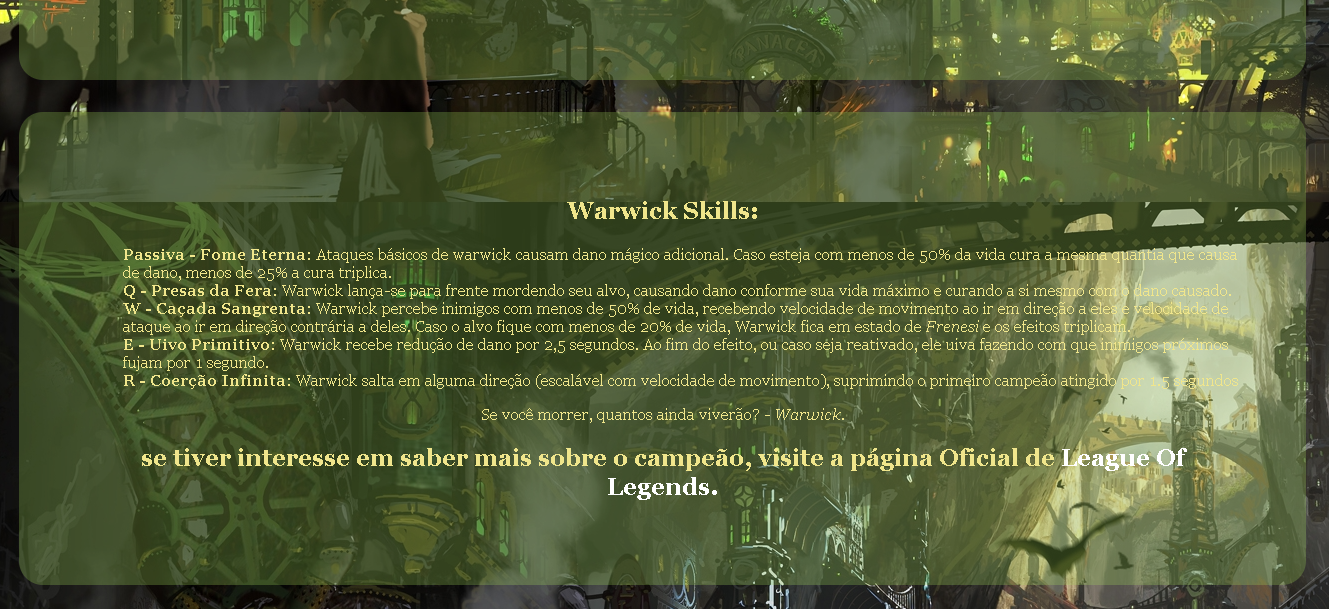 PANACHA
Warwick Skills:
Passiva - Fome Eterna: Ataques básicos de warwick causam dano mágico adicional. Caso esteja com menos de 50% da vida cura a mesma quantia que causa
de dano, menos de 25% a cura triplica.
Q - Presas da Fera: Warwick lança-se para frente mordendo seu alvo, causando dano conforme sua vida máximo e curando a si mesmo com o dano causado.
W - Caçada Sangrenta: Warwick percebe inimigos com menos de 50% de vida, recebendo velocidade de movimento ao ir em direção a eles e velocidade de
ataque ao ir em direção contrária a deles. Caso o alvo fique com menos de 20% de vida, Warwick fica em estado de Frenesi e os efeitos triplicam.
E - Uivo Primitivo: Warwick recebe redução de dano por 2,5 segundos. Ao fim do efeito, ou caso seja reativado, ele uiva fazendo com que inimigos próximos
fujam por 1 segundo.
R - Coerção Infinita: Warwick salta em alguma direção (escalável com velocidade de movimento), suprimindo o primeiro campeão atingido por 1.5 segundos
Se você morrer, quantos ainda viverão? - Warwick.
se tiver interesse em saber mais sobre o campeão, visite a página Oficial de League Of
Legends.